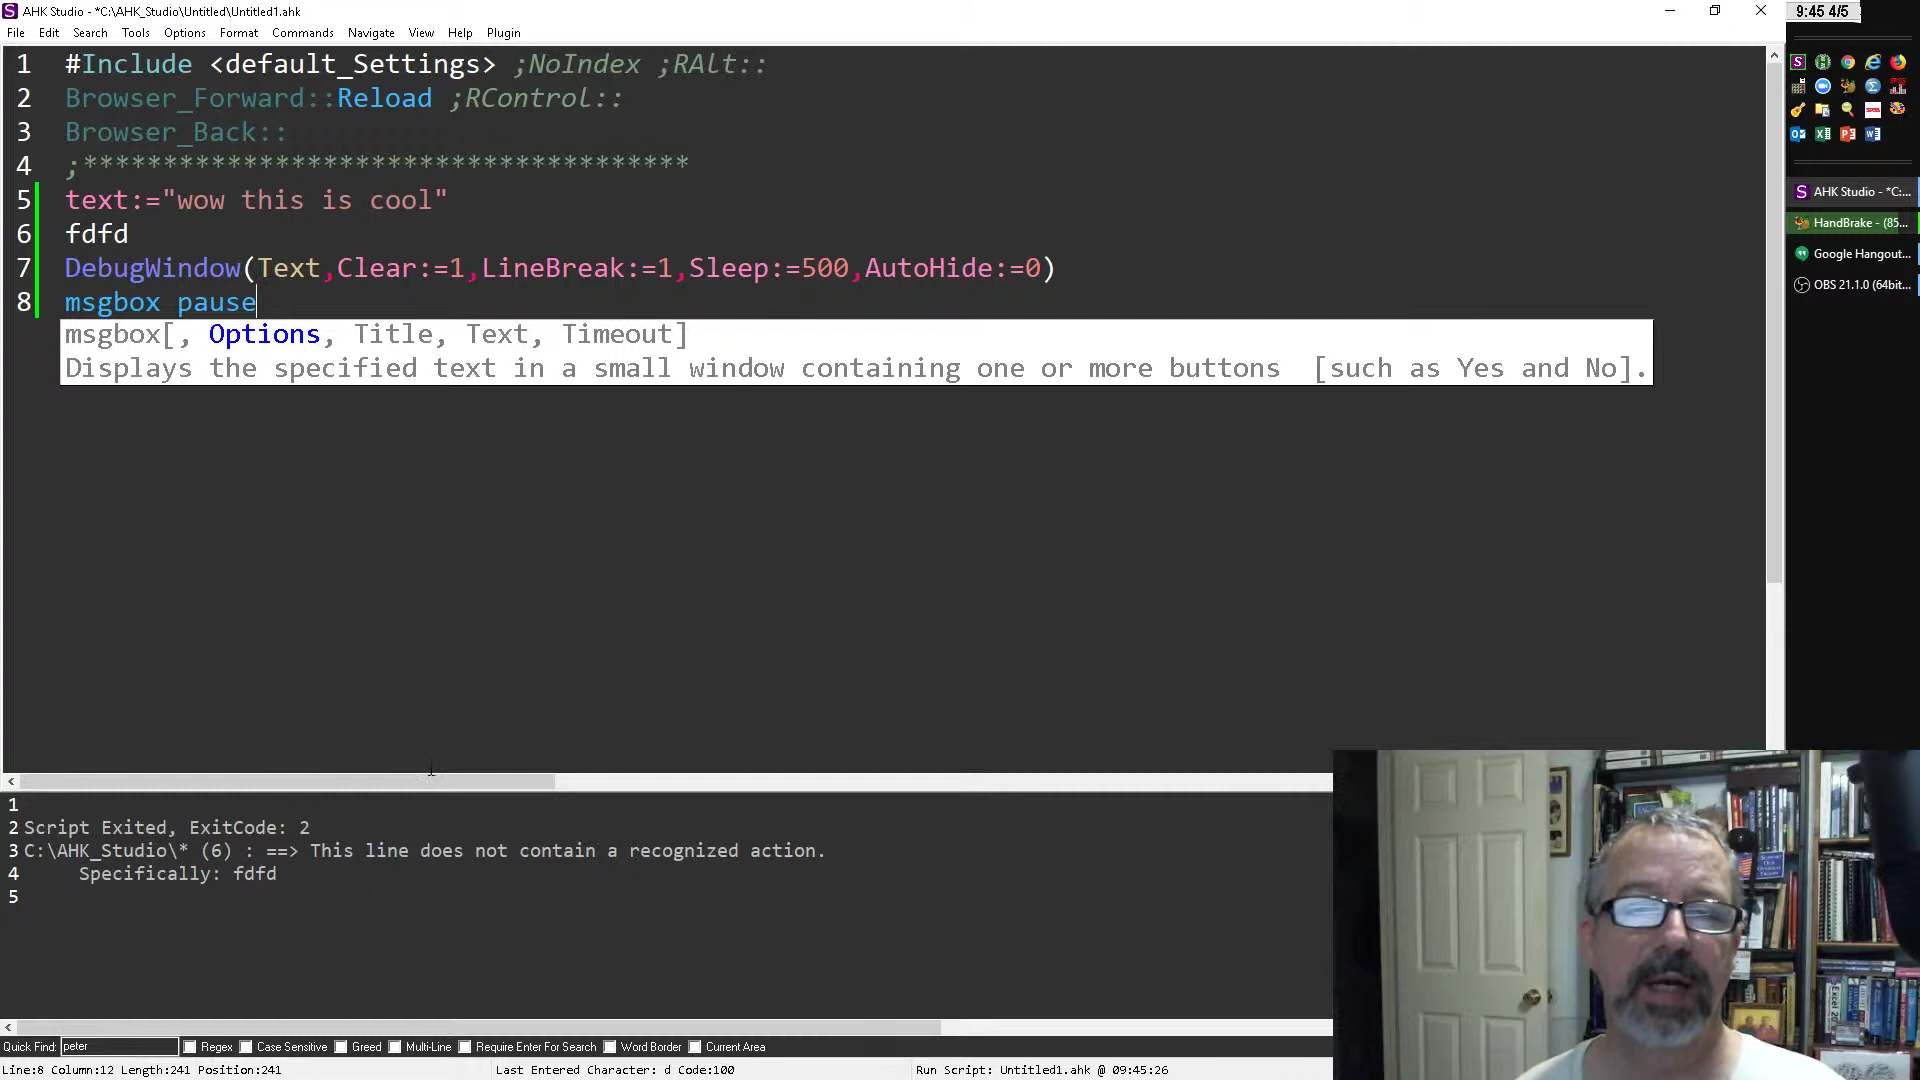 AHK Studio - *C:\AHK_Studio\Untitled\Untitled1.ahk
File Edit Search Tools Options Format Commands Navigate View Help Plugin
1 #Include <default_Settings> ;NoIndex ;RAlt::
2 Browser_Forward::Reload ;RControl::
3 Browser_Back::
4 ;**************************************
5 text:="wow this is cool"
6 fdfd
7 DebugWindow(Text,Clear:=1,LineBreak:=1,Sleep:=500,AutoHide:=0)
8 msgbox pause
msgbox[, Options, Title, Text, Timeout]
Displays the specified text in a small window containing one or more buttons [such as Yes and No].
1
2 Script Exited, ExitCode: 2
3 C:\AHK_Studio\* (6) : ==> This line does not contain a recognized action.
4 Specifically: fdfd
5
Quick Find: peter Regex Case Sensitive Greed Multi-Line Require Enter For Search Word Border Current Area
Line:8 Column:12 Length:241 Position:241 Last Entered Character: d Code:100 Run Script: Untitled1.ahk @ 09:45:26
9:45 4/5
AHK Studio - *C:...
HandBrake - (85...
Google Hangout...
OBS 21.1.0 (64bit...